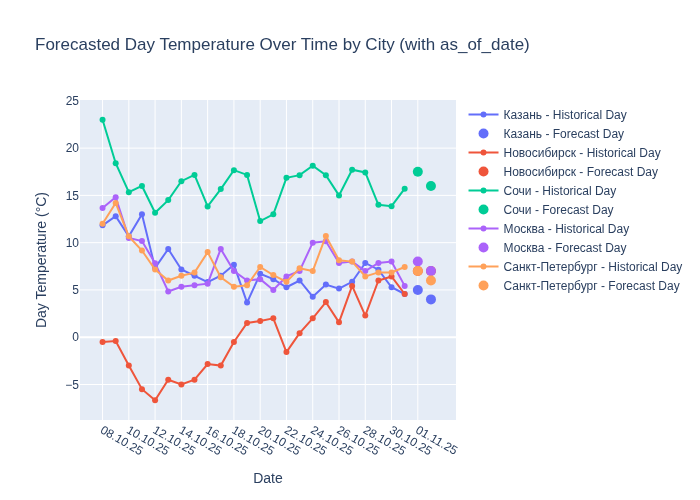 Forecasted Day Temperature Over Time by City (with as_of_date)
25
20
15
10
5
0
−5
Day Temperature (°C)
08.10.25
10.10.25
12.10.25
14.10.25
16.10.25
18.10.25
20.10.25
22.10.25
24.10.25
26.10.25
28.10.25
30.10.25
01.11.25
Date
Казань - Historical Day
Казань - Forecast Day
Новосибирск - Historical Day
Новосибирск - Forecast Day
Сочи - Historical Day
Сочи - Forecast Day
Москва - Historical Day
Москва - Forecast Day
Санкт-Петербург - Historical Day
Санкт-Петербург - Forecast Day